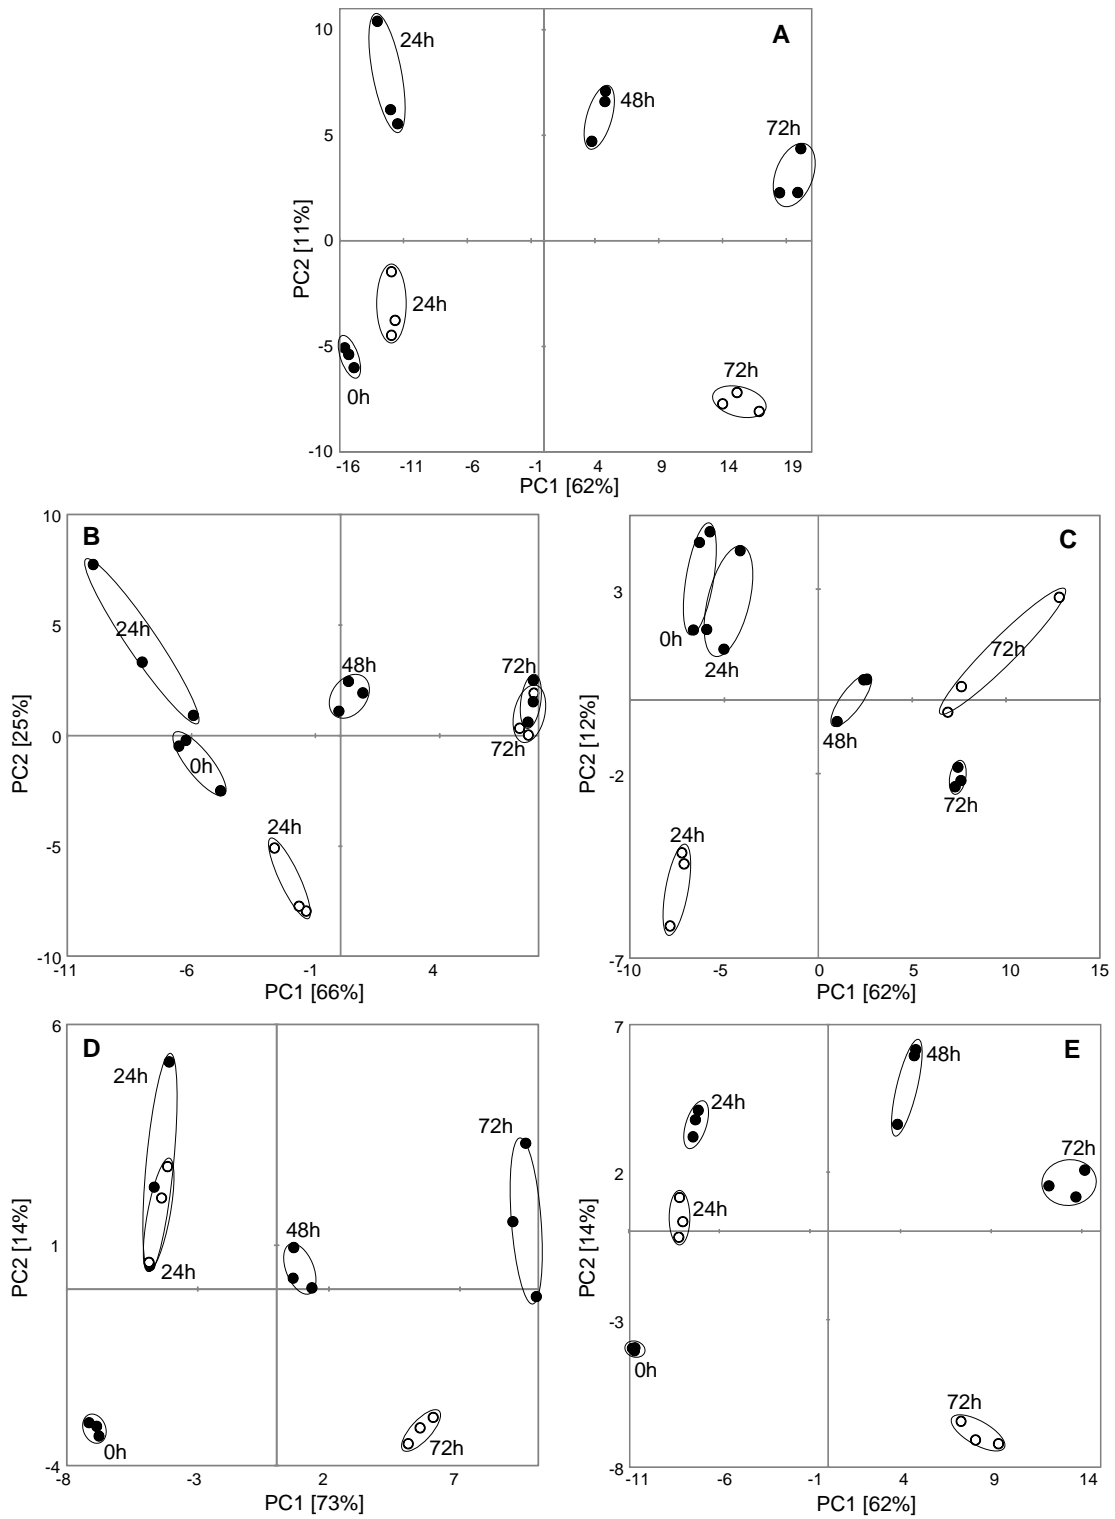 A
10
24h
48h
5
72h
PC2 [11%]
0
24h
-5
0h
72h
-10
-16 -11 -6 -1 4 9 14 19
PC1 [62%]
B
10
24h
5
48h
72h
PC2 [25%]
0
0h
72h
24h
-5
-10
-11 -6 -1 4
PC1 [66%]
C
3
0h
24h
72h
PC2 [12%]
48h
-2
72h
24h
-7
-10 -5 0 5 10 15
PC1 [62%]
D
6
24h
72h
PC2 [14%]
1
48h
24h
0h
72h
-4
-8 -3 2 7
PC1 [73%]
E
7
48h
24h
72h
2
24h
PC2 [14%]
-3
0h
72h
-8
-11 -6 -1 4 9 14
PC1 [62%]